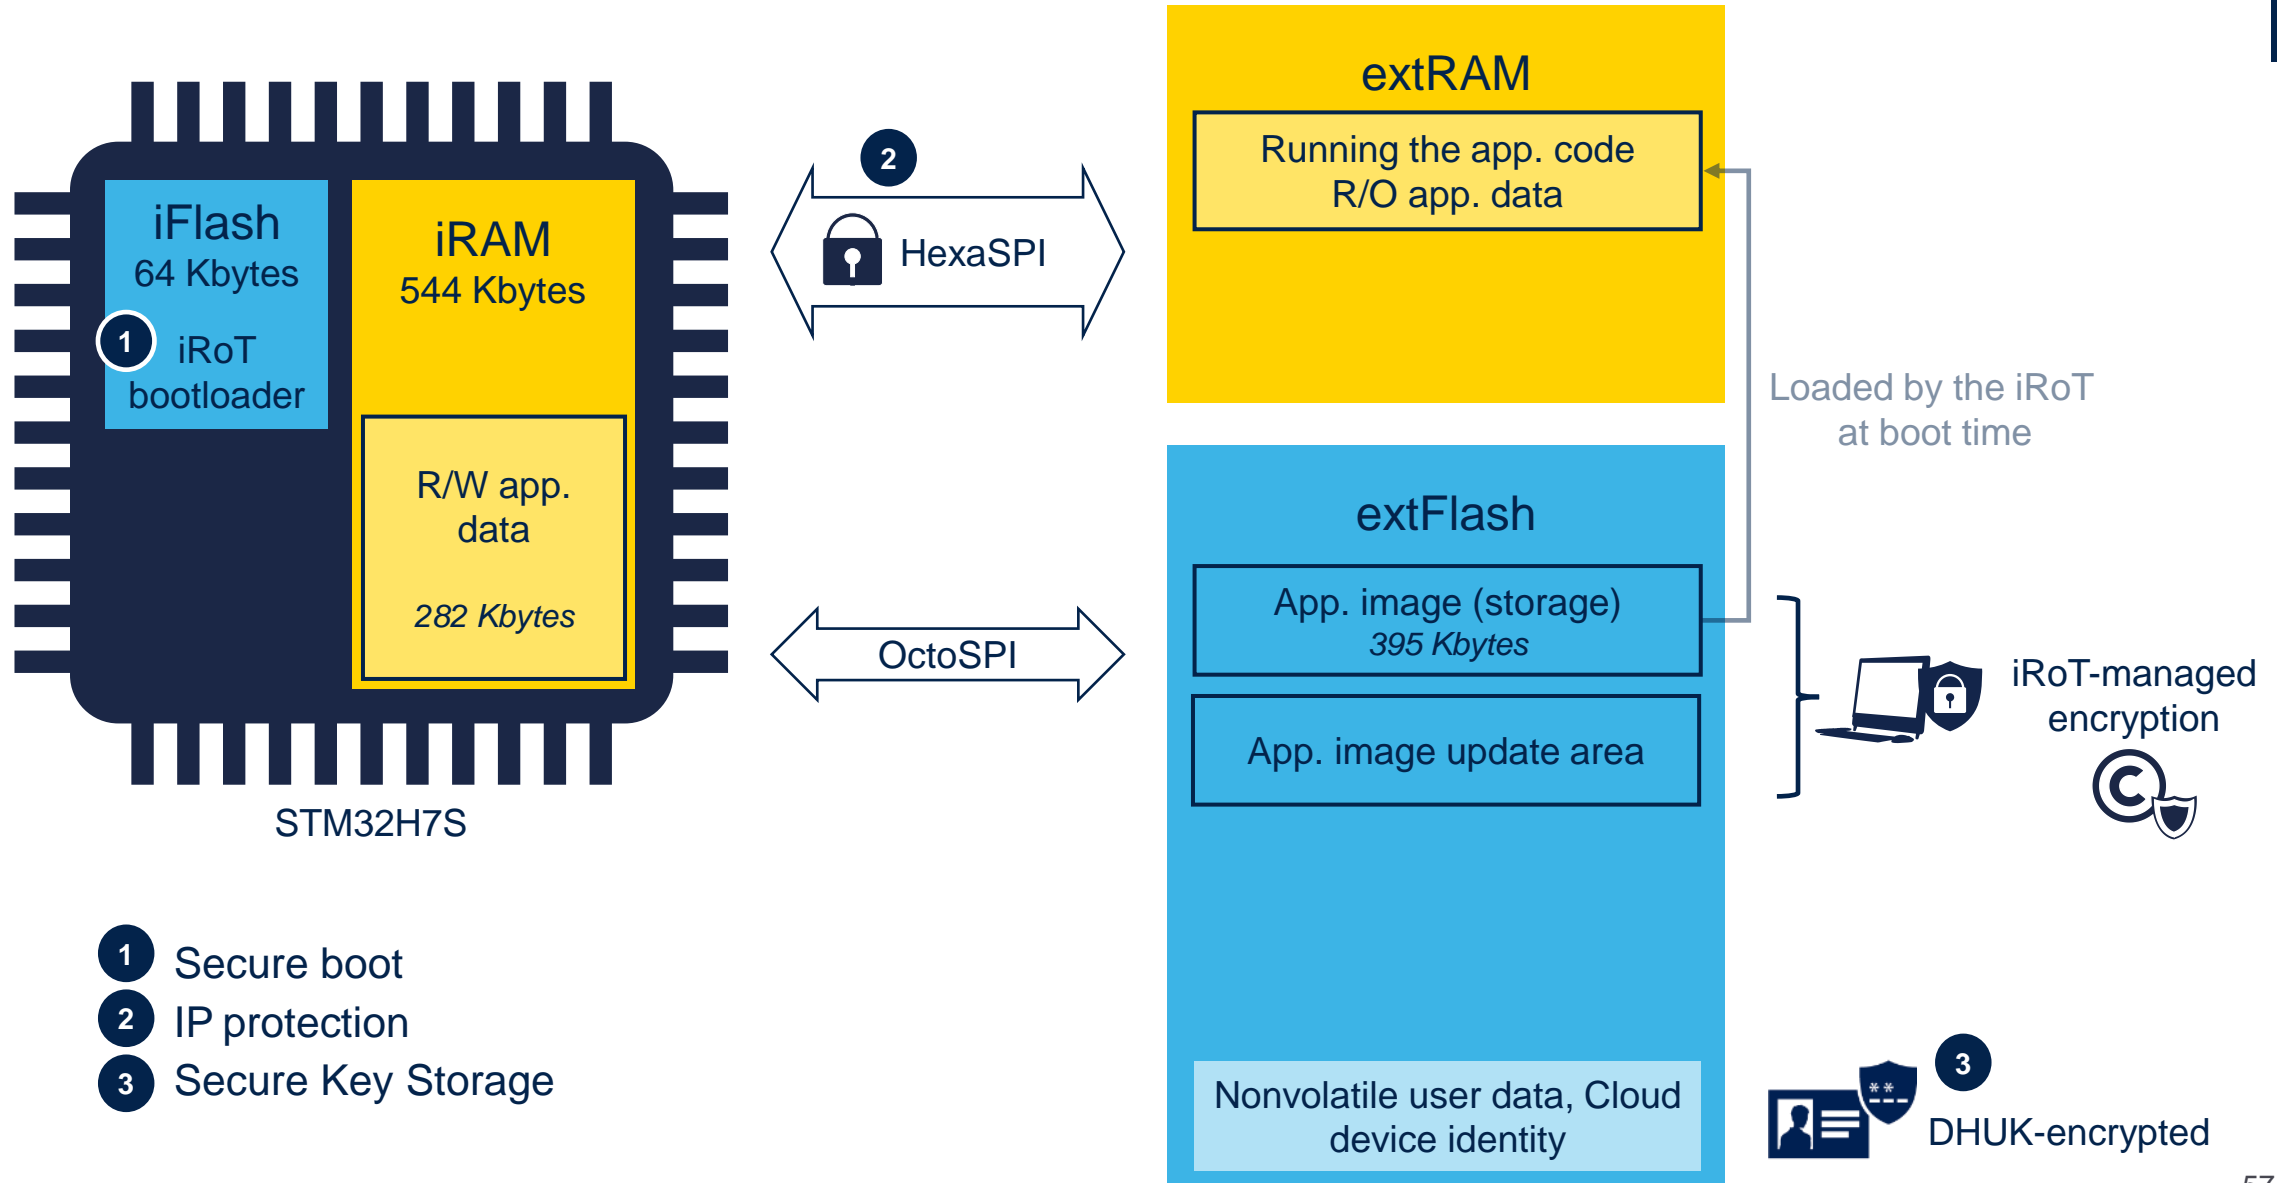 iFlash
64 Kbytes
1
iRoT
bootloader
iRAM
544 Kbytes
R/W app.
data
282 Kbytes
STM32H7S
2
HexaSPI
OctoSPI
extRAM
Running the app. code
R/O app. data
Loaded by the iRoT
at boot time
extFlash
App. image (storage)
395 Kbytes
App. image update area
iRoT-managed
encryption
C
Nonvolatile user data, Cloud
device identity
**
3
DHUK-encrypted
1 Secure boot
2 IP protection
3 Secure Key Storage
57